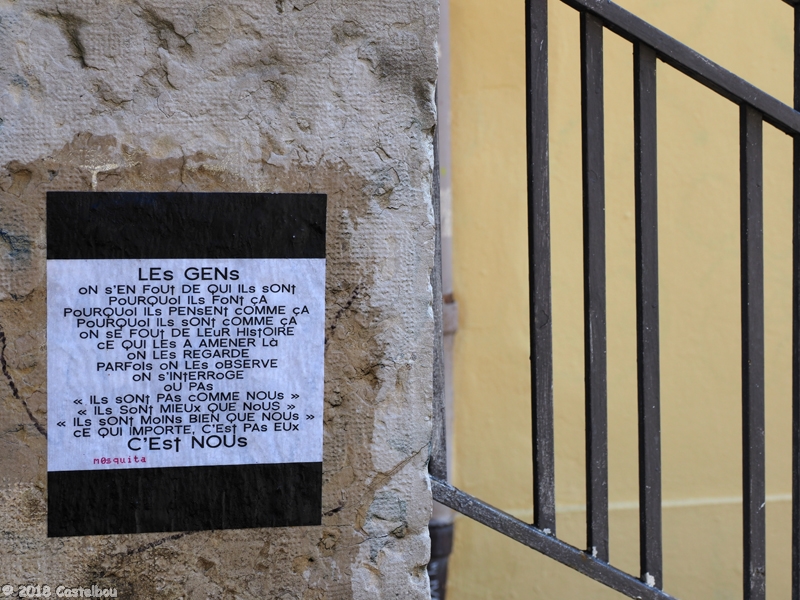 LEs GENs
oN s'EN FOUt DE QUI ILs sONt
PoURQUoI ILs FoNt çA
PoURQUoI ILs PENsENt COMME çA
PoURQUoI ILs sONt cOMME çA
oN sE FOUt DE LEuR HIstOIRE
cE QUI LEs A AMENER Là
oN LEs REGARDE
PARFoIs oN LEs oBSERVE
oN s'INtERRoGE
oU PAs
« ILs sONt PAs cOMME NOUs »
« ILs SoNt MIEUx QUE NoUS »
« ILs sONt MoINs BIEN QUE NOUs »
cE QUI IMPORTE, C'Est PAs EUx
C'Est NOUs
mosquita
© 2018 Costelbou